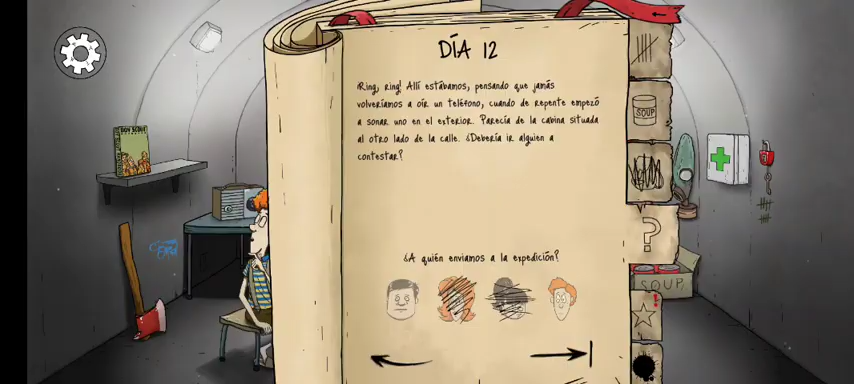 DÍA 12
¡Ring, ring! Allí estábamos, pensando que jamás
volveríamos a oír un teléfono, cuando de repente empezó
a sonar uno en el exterior. Parecía de la cabina situada
al otro lado de la calle. ¿Debería ir alguien a
contestar?
¿A quién enviamos a la expedición?
SOUP
?
SOUP
BOY SCOUT